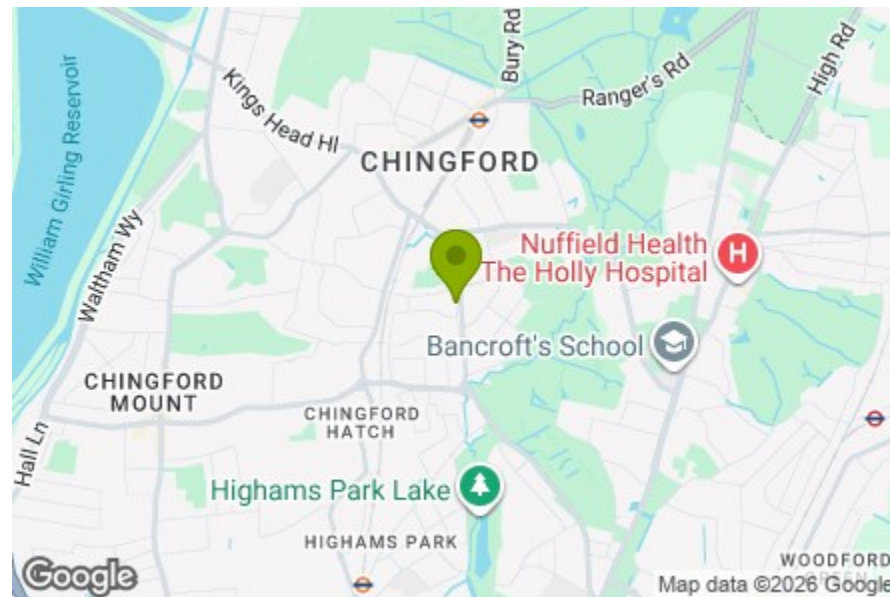 Bury Rd
Ranger's Rd
High Rd
Kings Head Hl
CHINGFORD
William Girling Reservoir
Waltham Wy
Nuffield Health
The Holly Hospital
H
Bancroft's School
CHINGFORD
MOUNT
CHINGFORD
HATCH
Hall Ln
Highams Park Lake
HIGHAMS PARK
WOODFORD
GREEN
Google
Map data ©2026 Google